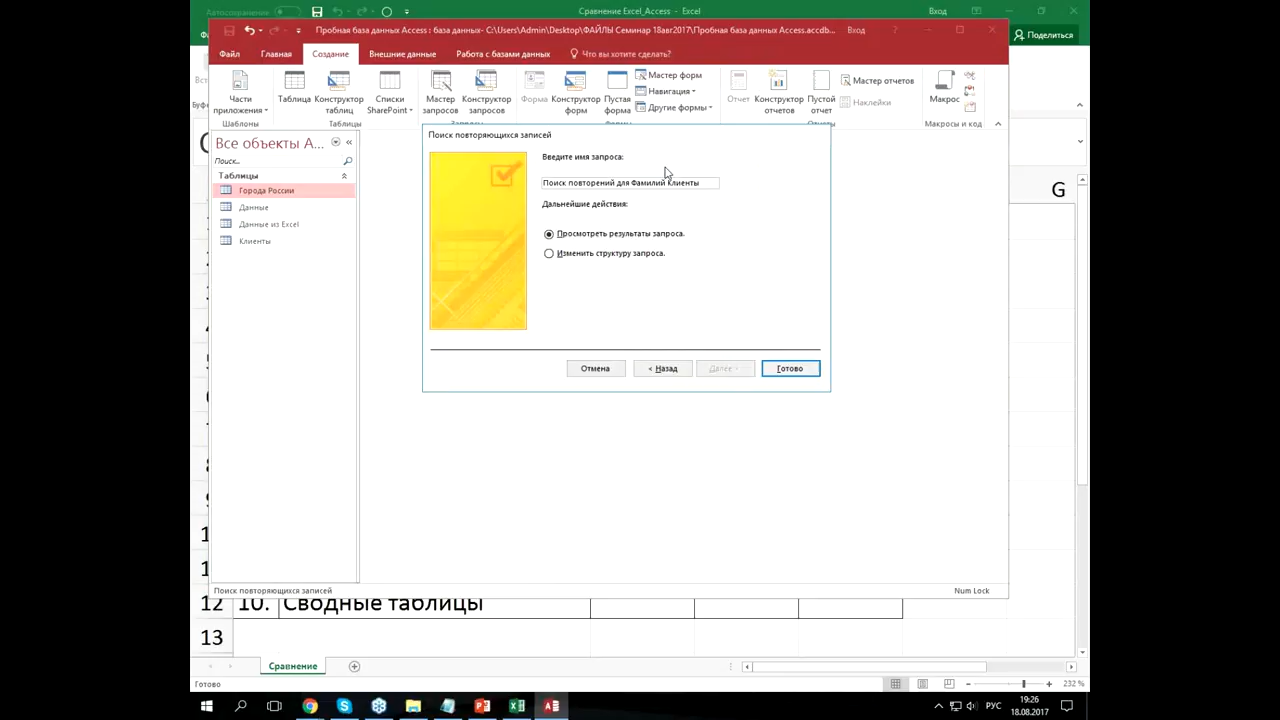 Автосохранение
Сравнение Excel_Access - Excel
Вход
Пробная база данных Access : база данных- C:\Users\Admin\Desktop\ФАЙЛЫ Семинар 18авг2017\Пробная база данных Access.accdb...
Вход
Поделиться
Файл
Главная
Создание
Внешние данные
Работа с базами данных
Что вы хотите сделать?
Части приложения
Таблица
Конструктор таблиц
Списки SharePoint
Мастер запросов
Конструктор запросов
Форма
Конструктор форм
Пустая форма
Мастер форм
Навигация
Другие формы
Отчет
Конструктор отчетов
Пустой отчет
Мастер отчетов
Наклейки
Макрос
Шаблоны
Таблицы
Макросы и код
Все объекты A...
Поиск...
Таблицы
Города России
Данные
Данные из Excel
Клиенты
Поиск повторяющихся записей
Введите имя запроса:
Поиск повторений для Фамилий Клиенты
Дальнейшие действия:
Просмотреть результаты запроса.
Изменить структуру запроса.
Отмена
< Назад
Далее >
Готово
G
Поиск повторяющихся записей
Num Lock
12 10. Сводные таблицы
13
Сравнение
Готово
232 %
РУС
19:26
18.08.2017